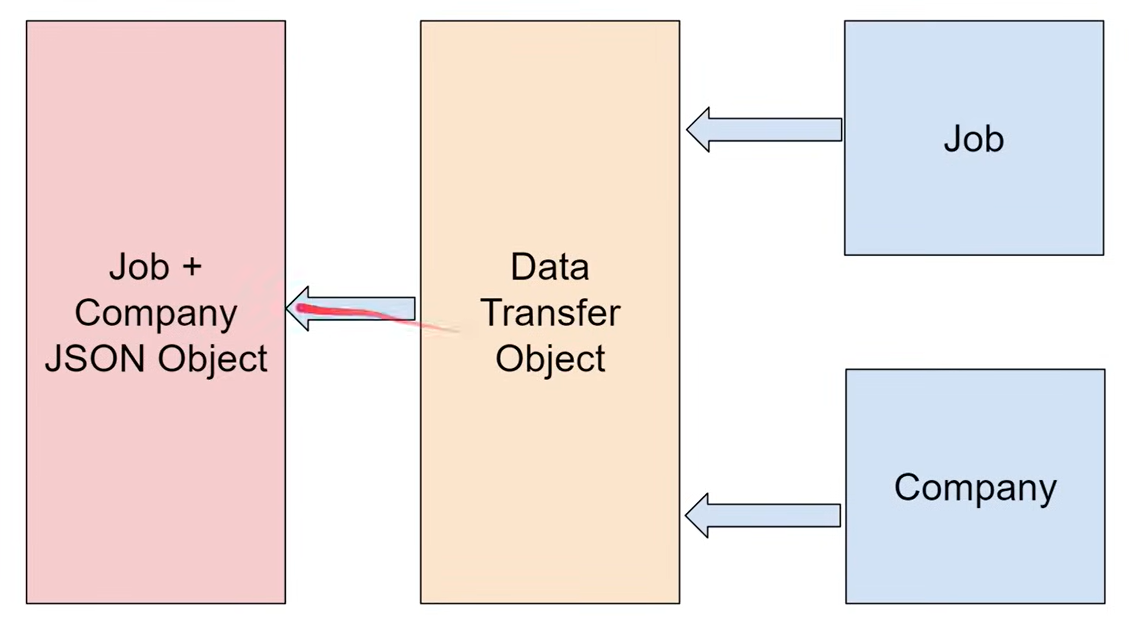 Job +
Company
JSON Object
Data
Transfer
Object
Job
Company